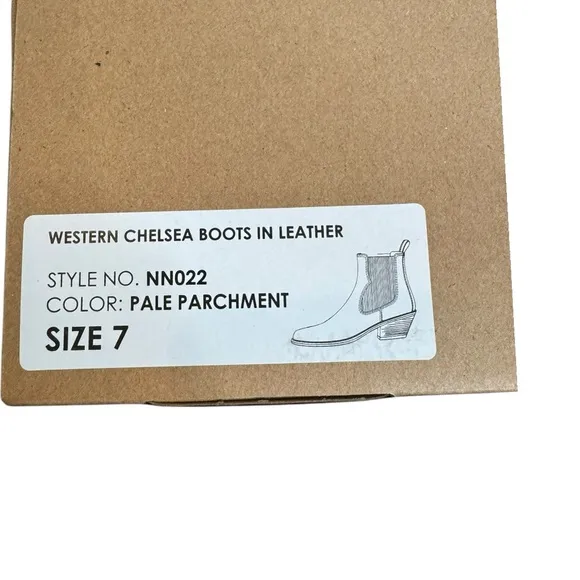 WESTERN CHELSEA BOOTS IN LEATHER
STYLE NO. NN022
COLOR: PALE PARCHMENT
SIZE 7